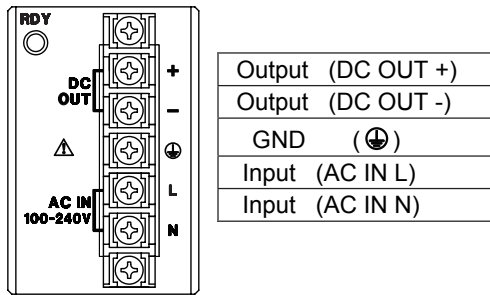 RDY
DC
OUT
+
−
⏚
AC IN
100-240V
L
N
Output (DC OUT +)
Output (DC OUT -)
GND (⏚)
Input (AC IN L)
Input (AC IN N)